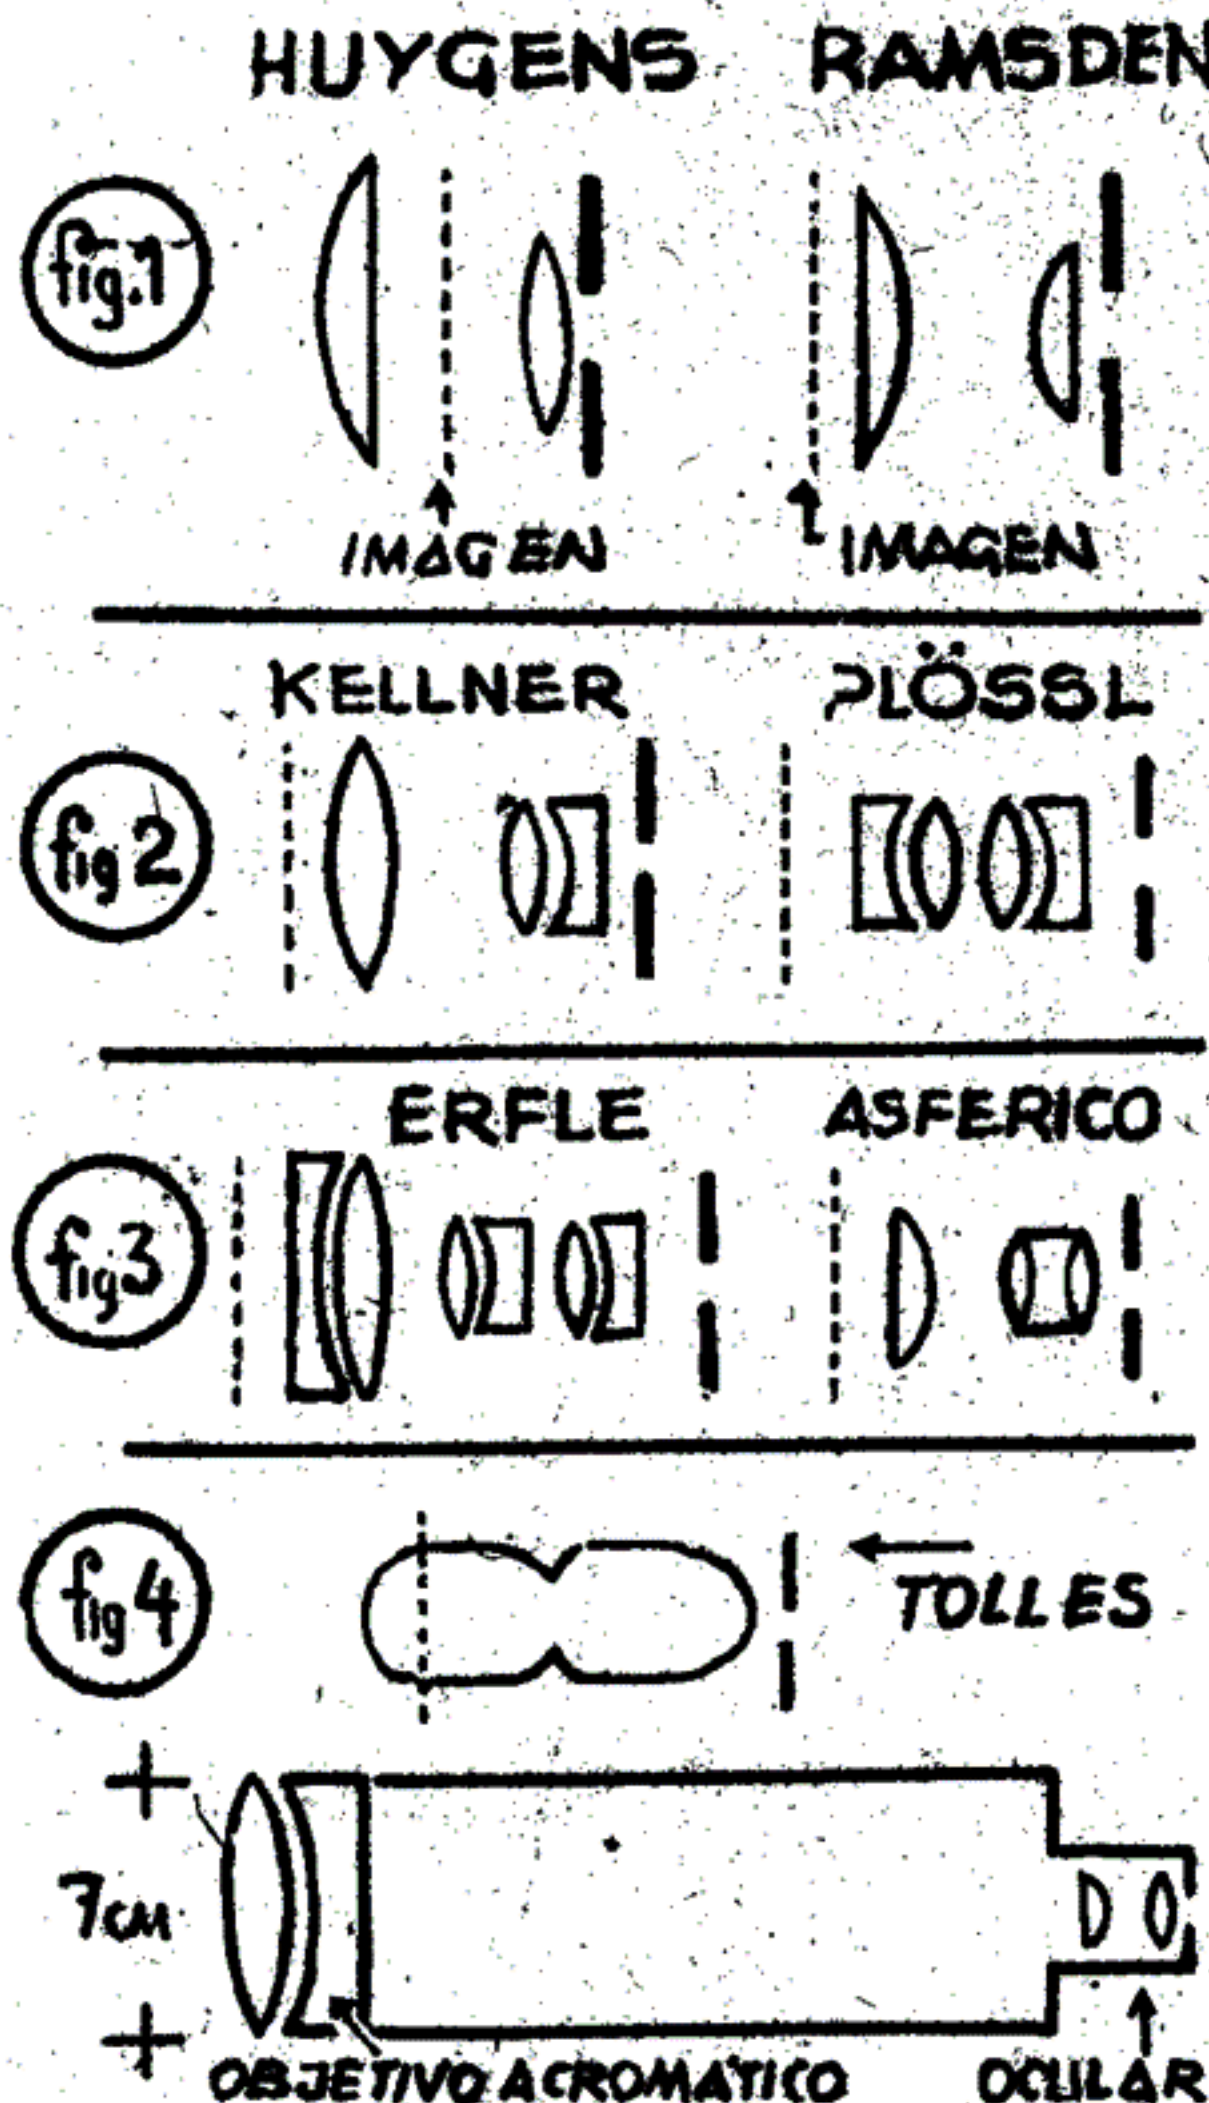 HUYGENS RAMSDEN
fig.1
IMAGEN IMAGEN
KELLNER PLÖSSL
fig 2
ERFLE ASFERICO
fig.3
fig 4
TOLLES
7cm
OBJETIVO ACROMATICO OCULAR